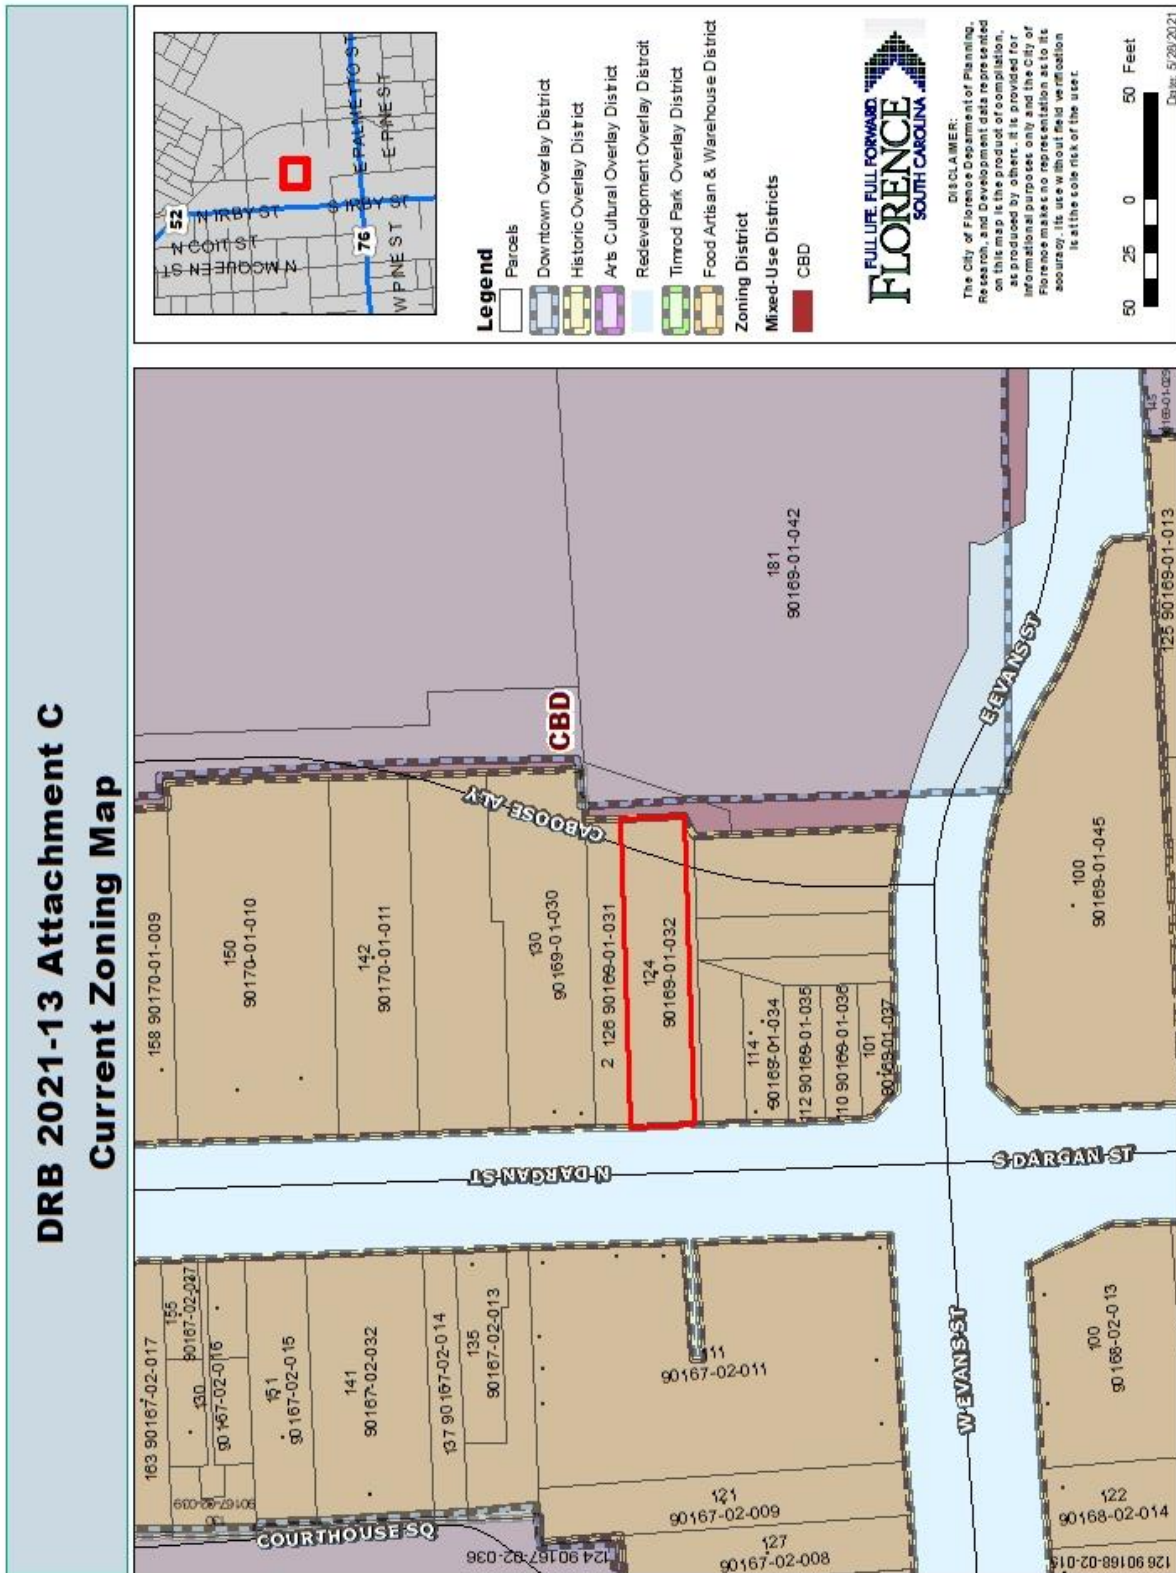 DRB 2021-13 Attachment C
Current Zoning Map
163 90167-02-017
155
90167-02-027
130
90167-02-016
151
90167-02-015
141
90167-02-032
137 90167-02-014
135
90167-02-013
111
90167-02-011
121
90167-02-009
127
90167-02-008
90167-02-039
COURTHOUSE SQ
124 90167-02-036
N DARGAN ST
S DARGAN ST
W EVANS ST
E EVANS ST
100
90168-02-013
122
90168-02-014
126 90168-02-015
158 90170-01-009
150
90170-01-010
142
90170-01-011
130
90169-01-030
2 126 90169-01-031
124
90169-01-032
114
90169-01-034
112 90169-01-035
110 90169-01-036
101
90169-01-037
CABOOSE ALY
CBD
181
90169-01-042
100
90169-01-045
125 90169-01-013
145
90169-01-029
52
N IRBY ST
S IRBY ST
N COIT ST
N MCQUEEN ST
E PALMETTO ST
E PINE ST
76
W PINE ST
Legend
Parcels
Downtown Overlay District
Historic Overlay District
Arts Cultural Overlay District
Redevelopment Overlay Distroit
Timrod Park Overlay District
Food Artisan & Warehouse District
Zoning District
Mixed-Use Districts
CBD
FULL LIFE. FULL FORWARD.
FLORENCE
SOUTH CAROLINA
DISCLAIMER:
The City of Florence Department of Planning,
Research, and Development data represented
on this map is the product of compilation,
as produced by others. It is provided for
informational purposes only and the City of
Florence makes no representation as to its
accuracy. Its use without field verification
is at the sole risk of the user.
50 25 0 50 Feet
Date: 5/28/2021